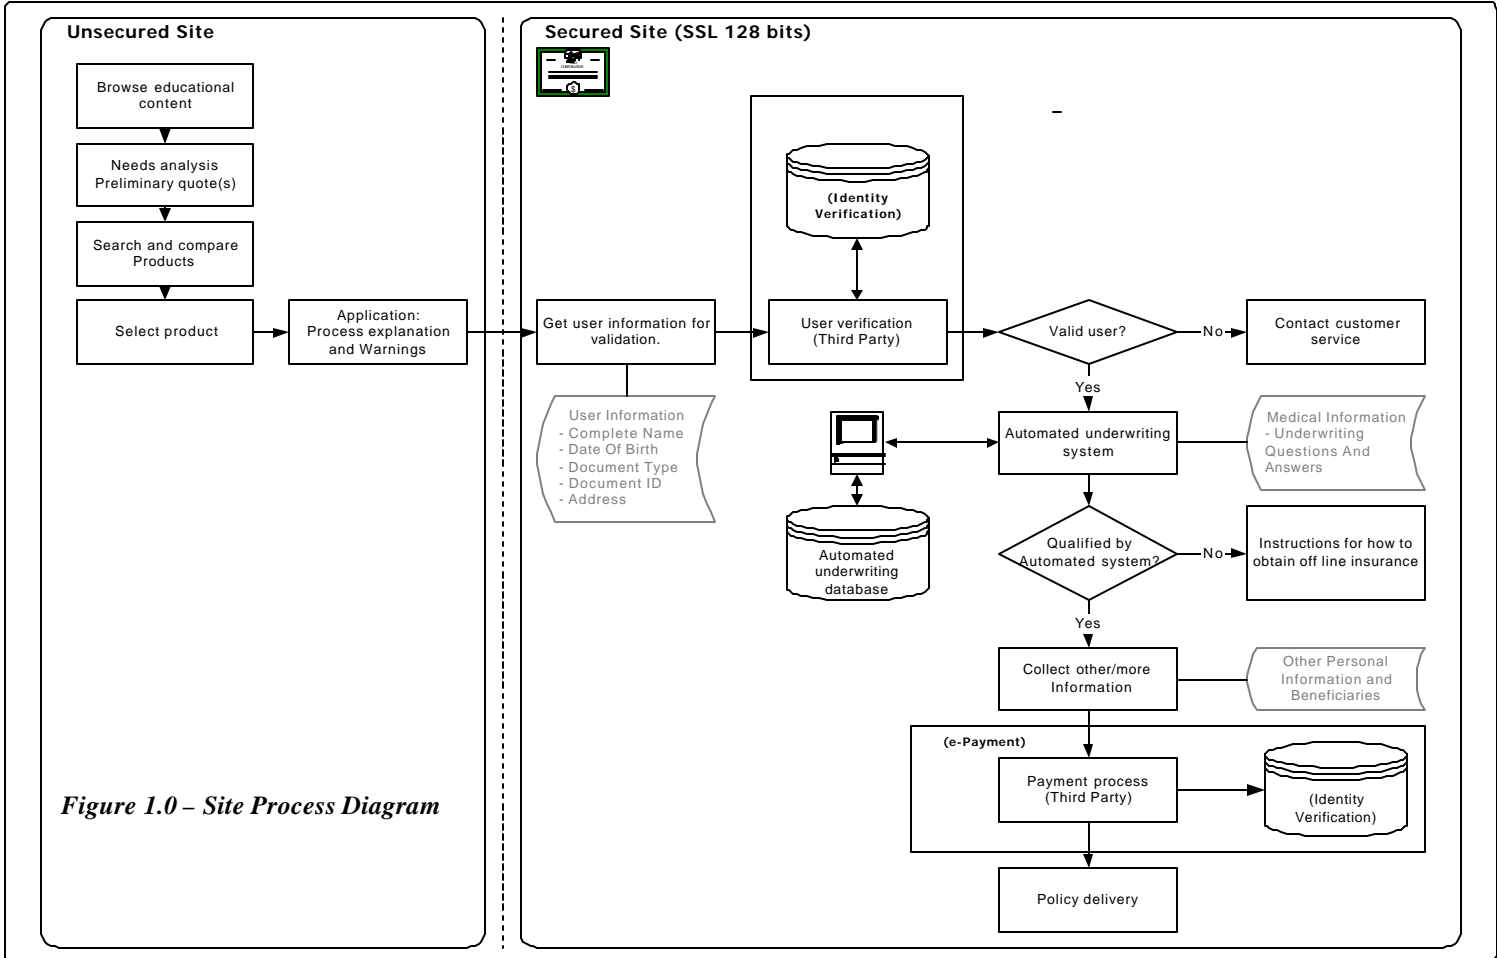 Unsecured Site
Browse educational
content
Needs analysis
Preliminary quote(s)
Search and compare
Products
Select product
Application:
Process explanation
and Warnings
Figure 1.0 – Site Process Diagram
Secured Site (SSL 128 bits)
CORPORATION
$
–
Get user information for
validation.
User Information
- Complete Name
- Date Of Birth
- Document Type
- Document ID
- Address
(Identity
Verification)
User verification
(Third Party)
Valid user?
No
Contact customer
service
Yes
Automated underwriting
system
Medical Information
- Underwriting
Questions And
Answers
Automated
underwriting
database
Qualified by
Automated system?
No
Instructions for how to
obtain off line insurance
Yes
Collect other/more
Information
Other Personal
Information and
Beneficiaries
(e-Payment)
Payment process
(Third Party)
(Identity
Verification)
Policy delivery